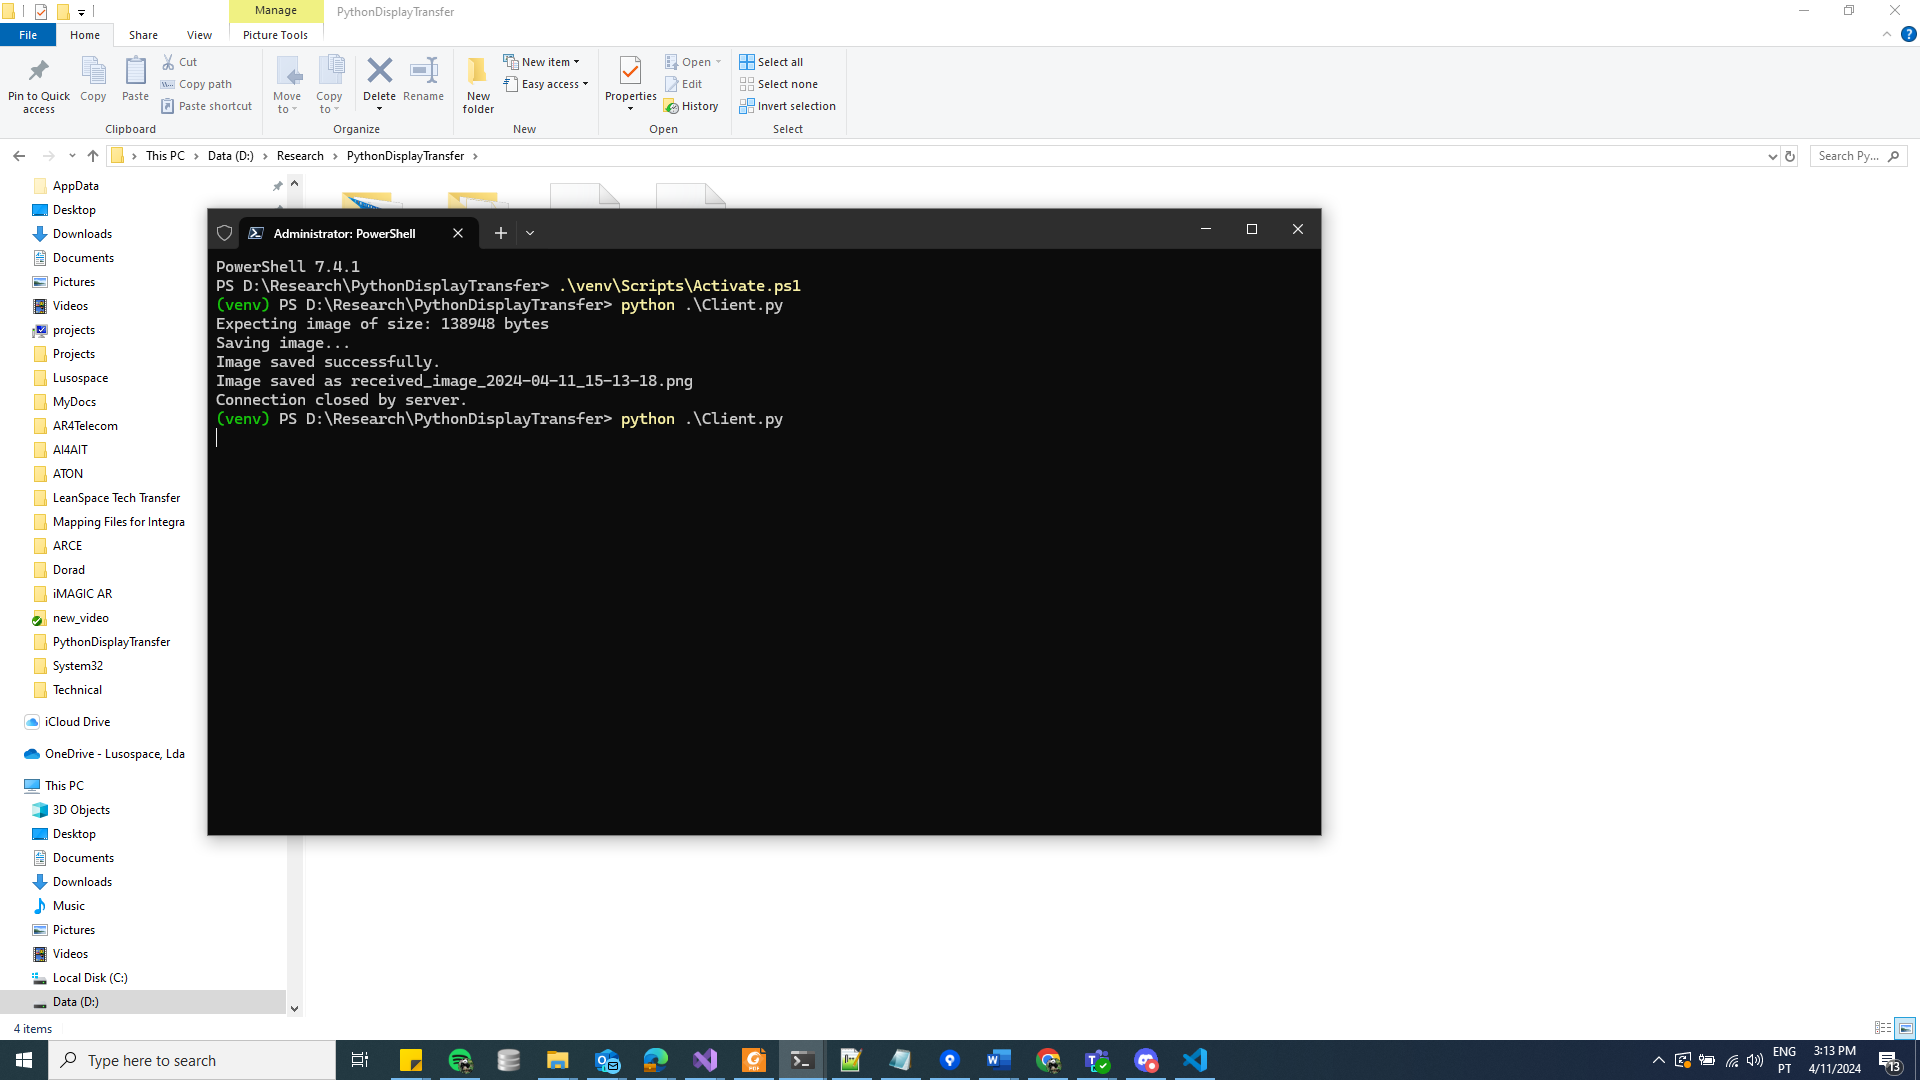 Manage
PythonDisplayTransfer
File
Home
Share
View
Picture Tools
Pin to Quick access
Copy
Paste
Cut
Copy path
Paste shortcut
Clipboard
Move to
Copy to
Delete
Rename
Organize
New folder
New item
Easy access
New
Properties
Open
Edit
History
Open
Select all
Select none
Invert selection
Select
This PC > Data (D:) > Research > PythonDisplayTransfer >
Search Py...
AppData
Desktop
Downloads
Documents
Pictures
Videos
projects
Projects
Lusospace
MyDocs
AR4Telecom
AI4AIT
ATON
LeanSpace Tech Transfer
Mapping Files for Integra
ARCE
Dorad
iMAGIC AR
new_video
PythonDisplayTransfer
System32
Technical
iCloud Drive
OneDrive - Lusospace, Lda
This PC
3D Objects
Desktop
Documents
Downloads
Music
Pictures
Videos
Local Disk (C:)
Data (D:)
4 items
Administrator: PowerShell
PowerShell 7.4.1
PS D:\Research\PythonDisplayTransfer> .\venv\Scripts\Activate.ps1
(venv) PS D:\Research\PythonDisplayTransfer> python .\Client.py
Expecting image of size: 138948 bytes
Saving image...
Image saved successfully.
Image saved as received_image_2024-04-11_15-13-18.png
Connection closed by server.
(venv) PS D:\Research\PythonDisplayTransfer> python .\Client.py
Type here to search
ENG
PT
3:13 PM
4/11/2024
13